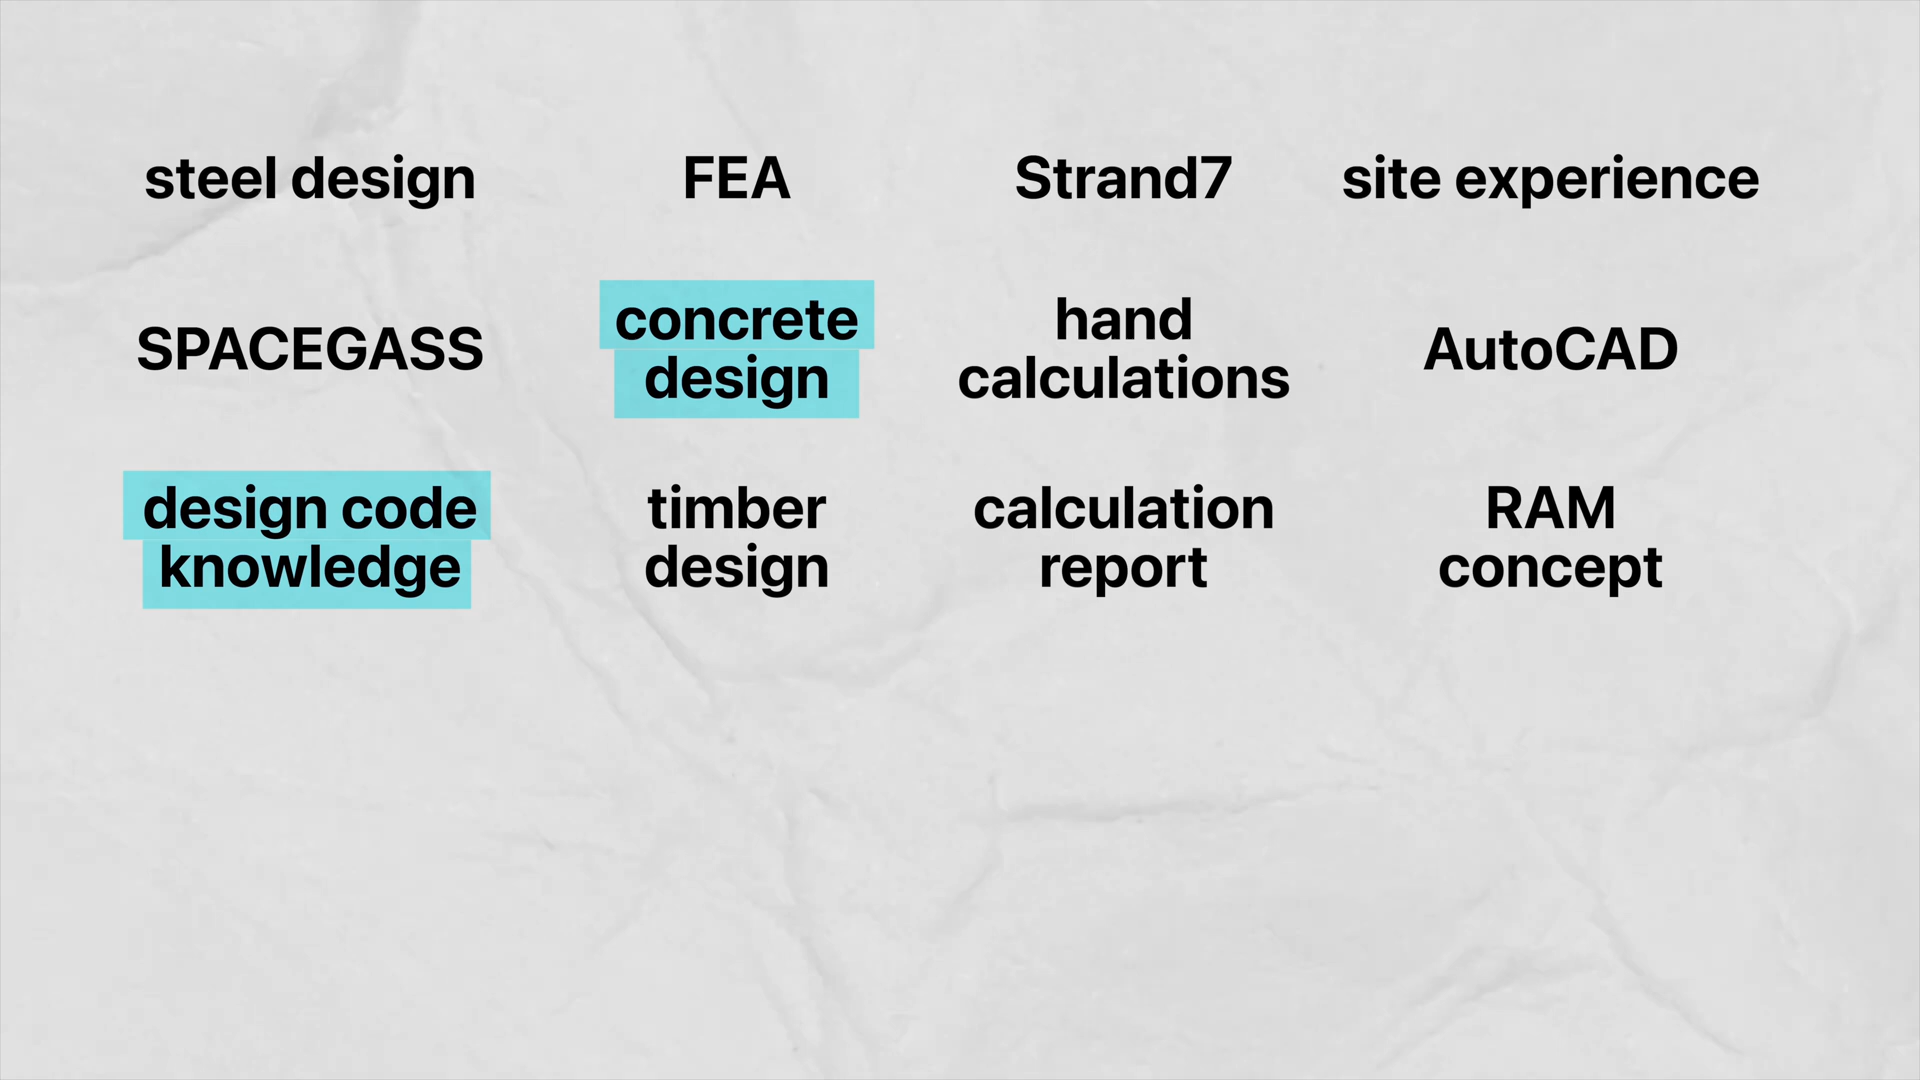 steel design
FEA
Strand7
site experience
SPACEGASS
concrete
design
hand
calculations
AutoCAD
design code
knowledge
timber
design
calculation
report
RAM
concept